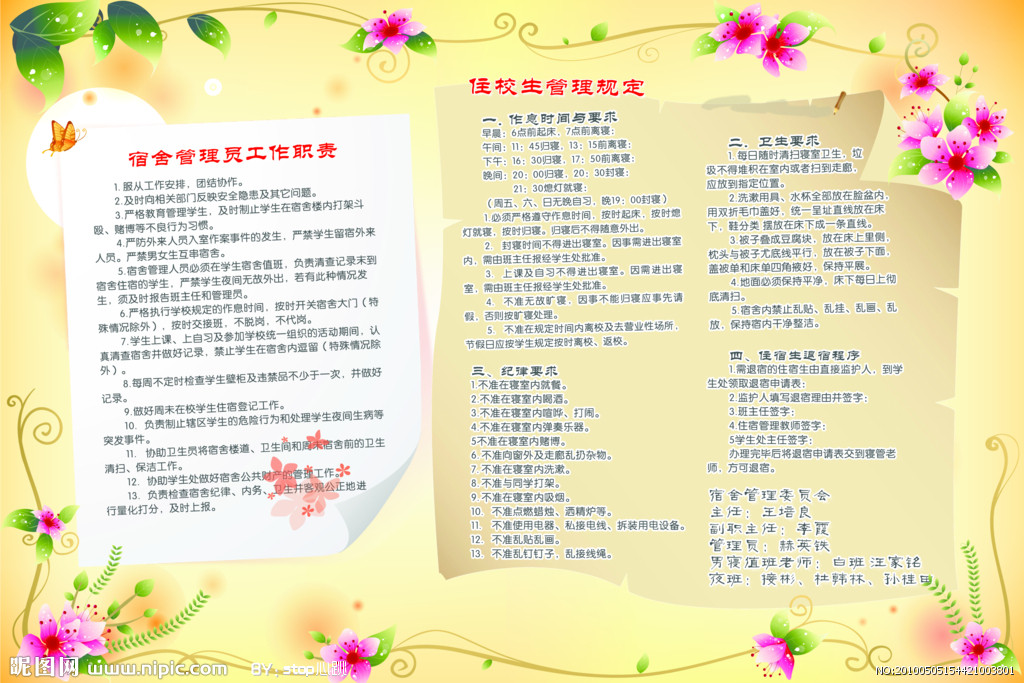 宿舍管理员工作职责
1.服从工作安排，团结协作。
2.及时向相关部门反映安全隐患及其它问题。
3.严格教育管理学生，及时制止学生在宿舍楼内打架斗
殴、赌博等不良行为习惯。
4.严防外来人员入室作案事件的发生，严禁学生留宿外来
人员。严禁男女生互串宿舍。
5.宿舍管理人员必须在学生宿舍值班，负责清查记录未到
宿舍住宿的学生，严禁学生夜间无故外出，若有此种情况发
生，须及时报告班主任和管理员。
6.严格执行学校规定的作息时间，按时开关宿舍大门（特
殊情况除外），按时交接班，不脱岗，不代岗。
7.学生上课、上自习及参加学校统一组织的活动期间，认
真清查宿舍并做好记录，禁止学生在宿舍内逗留（特殊情况除
外）。
8.每周不定时检查学生壁柜及违禁品不少于一次，并做好
记录。
9.做好周末在校学生住宿登记工作。
10. 负责制止辖区学生的危险行为和处理学生夜间生病等
突发事件。
11. 协助卫生员将宿舍楼道、卫生间和周末宿舍前的卫生
清扫、保洁工作。
12. 协助学生处做好宿舍公共财产的管理工作。
13. 负责检查宿舍纪律、内务、卫生并客观公正地进
行量化打分，及时上报。
住校生管理规定
一．作息时间与要求
早晨：6点前起床、7点前离寝：
午间：11：45归寝、13：15前离寝：
下午：16：30归寝、17：50前离寝：
晚间：20：00归寝，20：30封寝：
21：30熄灯就寝：
（周五、六、日无晚自习，晚19：00封寝）
1.必须严格遵守作息时间，按时起床，按时熄
灯就寝、按时归寝。归寝后不得随意外出。
2. 封寝时间不得进出寝室。因事需进出寝室
内，需由班主任报经学生处批准。
3. 上课及自习不得进出寝室。因需进出寝
室，需由班主任报经学生处批准。
4. 不准无故旷寝，因事不能归寝应事先请
假，否则按旷寝处理。
5. 不准在规定时间内离校及去营业性场所，
节假日应按学生规定按时离校、返校。
三．纪律要求
1.不准在寝室内就餐。
2.不准在寝室内喝酒。
3.不准在寝室内喧哗、打闹。
4.不准在寝室内弹奏乐器。
5不准在寝室内赌博。
6.不准向窗外及走廊乱扔杂物。
7.不准在寝室内洗漱。
8.不准与同学打架。
9.不准在寝室内吸烟。
10. 不准点燃蜡烛、洒精炉等。
11. 不准使用电器、私接电线、拆装用电设备。
12. 不准乱贴乱画。
13. 不准乱钉钉子，乱接线绳。
二．卫生要求
1.每日随时清扫寝室卫生，垃
圾不得堆积在室内或者扫到走廊，
应放到指定位置。
2.洗漱用具、水杯全部放在脸盆内，
用双折毛巾盖好，统一呈址直线放在床
下，鞋分类 摆放在床下成一条直线。
3.被子叠成豆腐块，放在床上里侧，
枕头与被子尤底线平行，放在被子下面，
盖被单和床单四角掖好，保持平展。
4.地面必须保持平净，床下每日上彻
底清扫。
5.宿舍内禁止乱贴、乱挂、乱画、乱
放，保持宿内干净整洁。
四．住宿生退宿程序
1.需退宿的住宿生由直接监护人，到学
生处领取退宿申请表：
2.监护人填写退宿理由并签字：
3.班主任签字：
4.住宿管理教师签字：
5学生处主任签字：
办理完毕后将退宿申请表交到寝管老
师，方可退宿。
宿舍管理委员会
主任：王培良
副职主任：李霞
管理员：赫英铁
男寝值班老师：白班 汪家铭
夜班：接彬、杜韩林、孙桂
昵图网 www.nipic.com
BY: stop心
NO:20100505154421003801